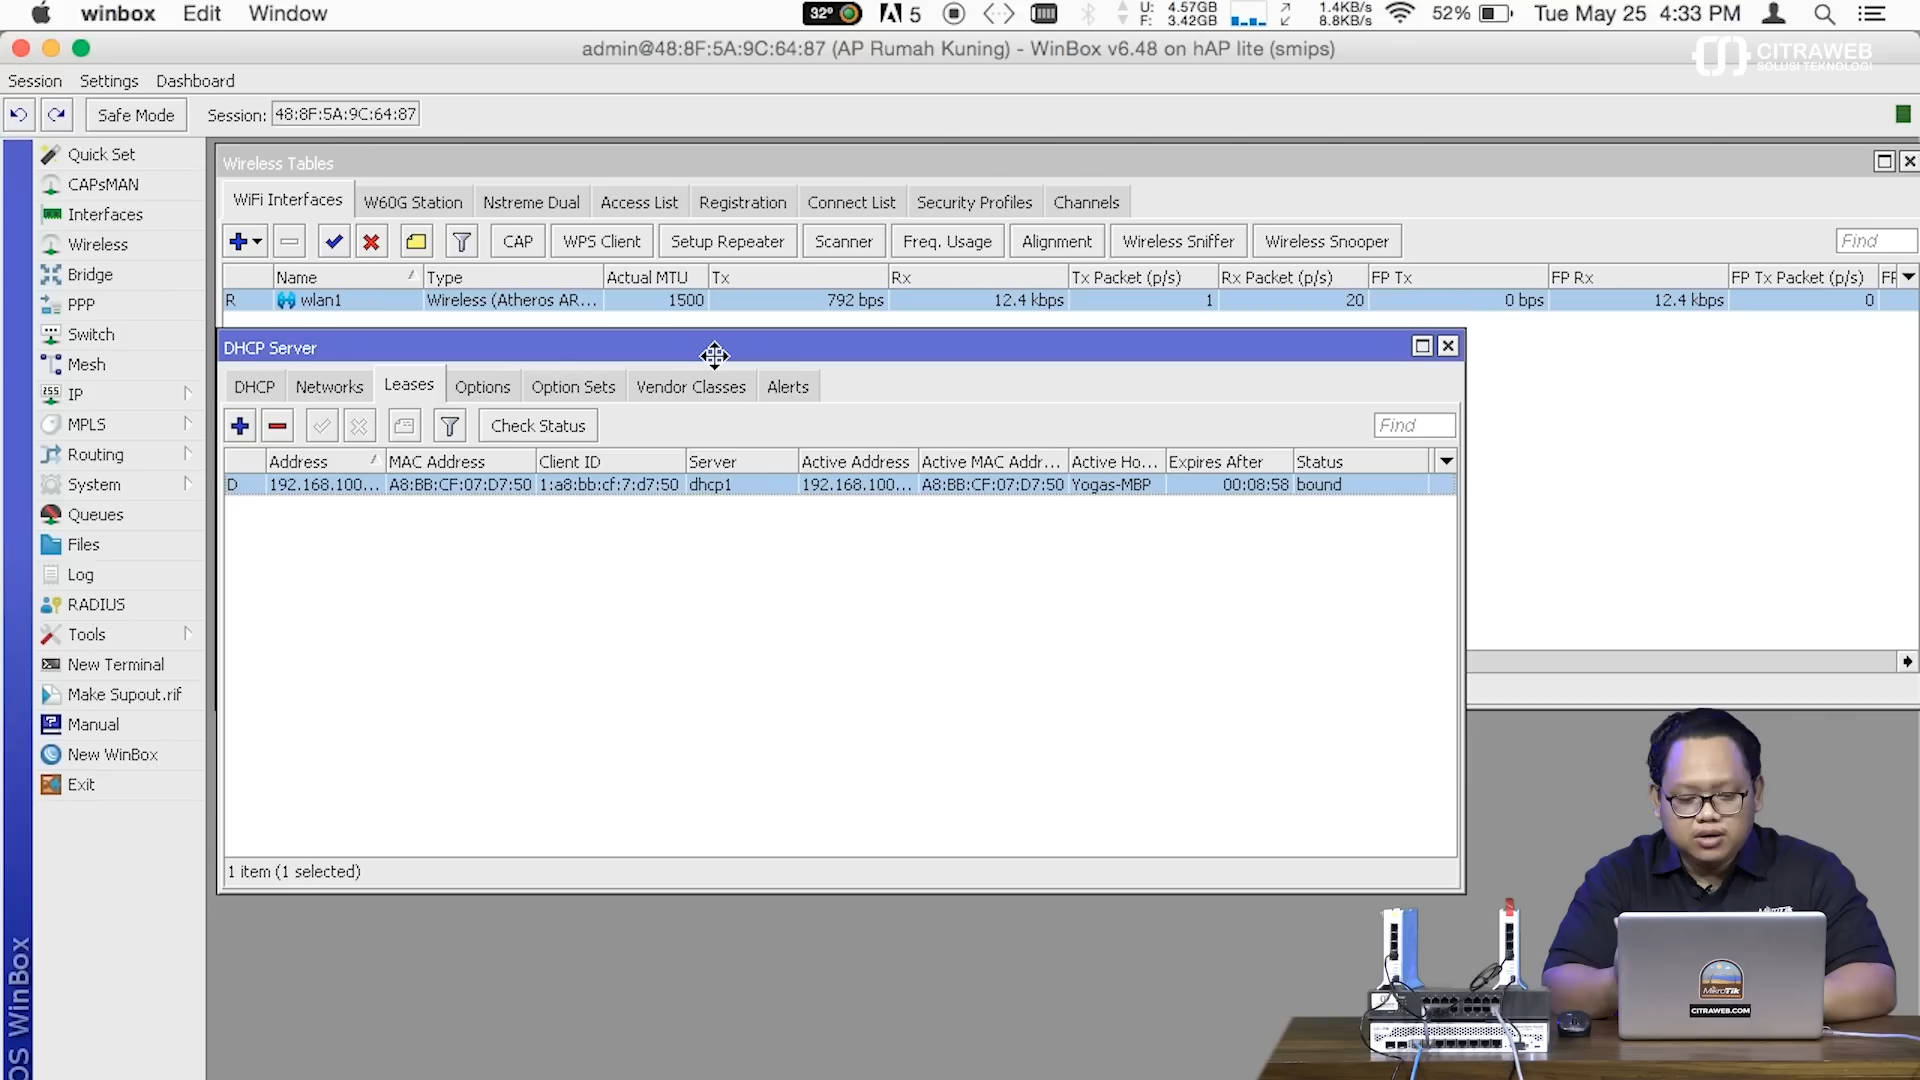 winbox Edit Window 32° 5 U: 4.57GB F: 3.42GB 1.4KB/s 8.8KB/s 52% Tue May 25 4:33 PM
admin@48:8F:5A:9C:64:87 (AP Rumah Kuning) - WinBox v6.48 on hAP lite (smips)
CITRAWEB
SOLUSI TEKNOLOGI
Session Settings Dashboard
Safe Mode Session: 48:8F:5A:9C:64:87
Quick Set
CAPsMAN
Interfaces
Wireless
Bridge
PPP
Switch
Mesh
IP
MPLS
Routing
System
Queues
Files
Log
RADIUS
Tools
New Terminal
Make Supout.rif
Manual
New WinBox
Exit
OS WinBox
Wireless Tables
WiFi Interfaces W60G Station Nstreme Dual Access List Registration Connect List Security Profiles Channels
CAP WPS Client Setup Repeater Scanner Freq. Usage Alignment Wireless Sniffer Wireless Snooper Find
Name Type Actual MTU Tx Rx Tx Packet (p/s) Rx Packet (p/s) FP Tx FP Rx FP Tx Packet (p/s) FF
R wlan1 Wireless (Atheros AR... 1500 792 bps 12.4 kbps 1 20 0 bps 12.4 kbps 0
DHCP Server
DHCP Networks Leases Options Option Sets Vendor Classes Alerts
Check Status Find
Address MAC Address Client ID Server Active Address Active MAC Addr... Active Ho... Expires After Status
D 192.168.100... A8:BB:CF:07:D7:50 1:a8:bb:cf:7:d7:50 dhcp1 192.168.100... A8:BB:CF:07:D7:50 Yogas-MBP 00:08:58 bound
1 item (1 selected)
MikroTik
CITRAWEB.COM